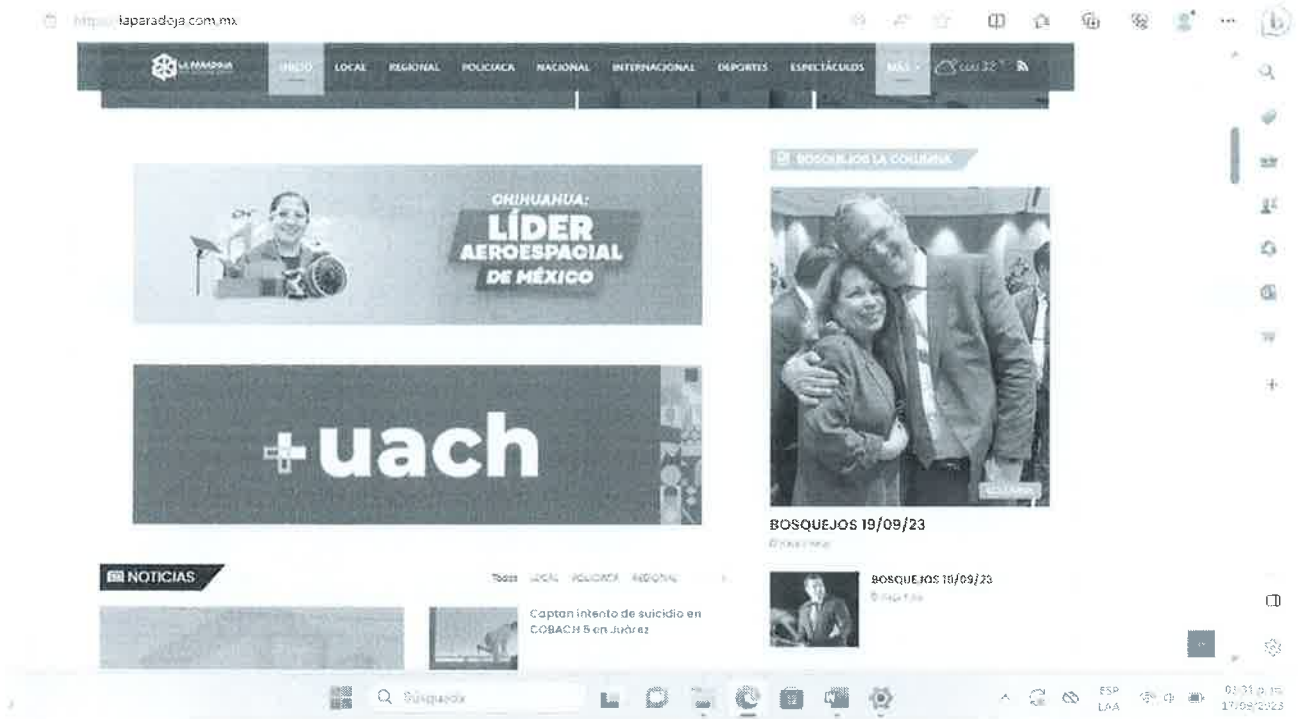 laparadoja.com.mx
LA PARADOJA
INICIO LOCAL REGIONAL POLICIACA NACIONAL INTERNACIONAL DEPORTES ESPECTÁCULOS MÁS
BOSQUEJOS LA COLUMNA
CHIHUAHUA:
LÍDER
AEROESPACIAL
DE MÉXICO
+uach
BOSQUEJOS 19/09/23
NOTICIAS
Todas LOCAL POLICIACA REGIONAL
Captan intento de suicidio en
COBACH 5 en Juárez
BOSQUEJOS 18/09/23
Búsqueda
ESP
LAA